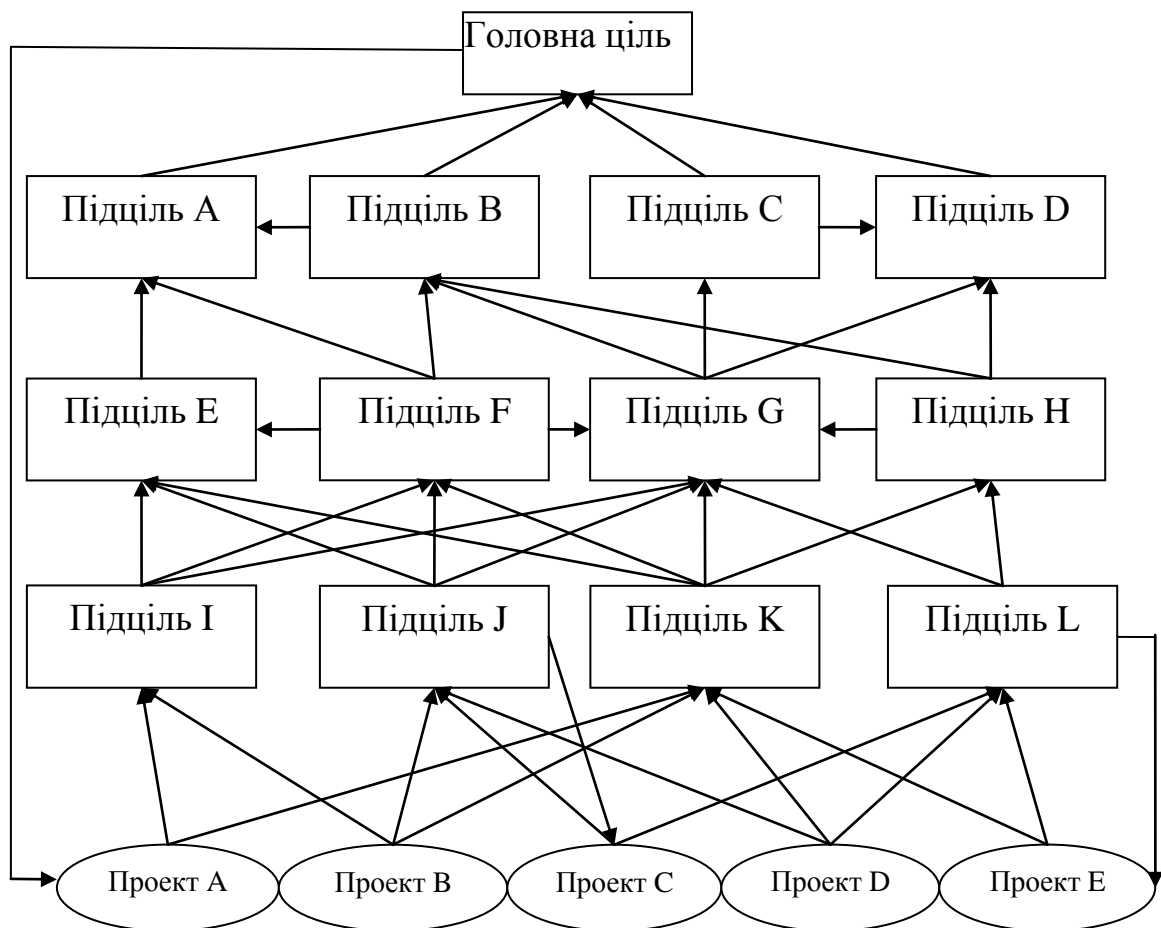 Головна ціль
Підціль A
Підціль B
Підціль C
Підціль D
Підціль E
Підціль F
Підціль G
Підціль H
Підціль I
Підціль J
Підціль K
Підціль L
Проект A
Проект B
Проект C
Проект D
Проект E